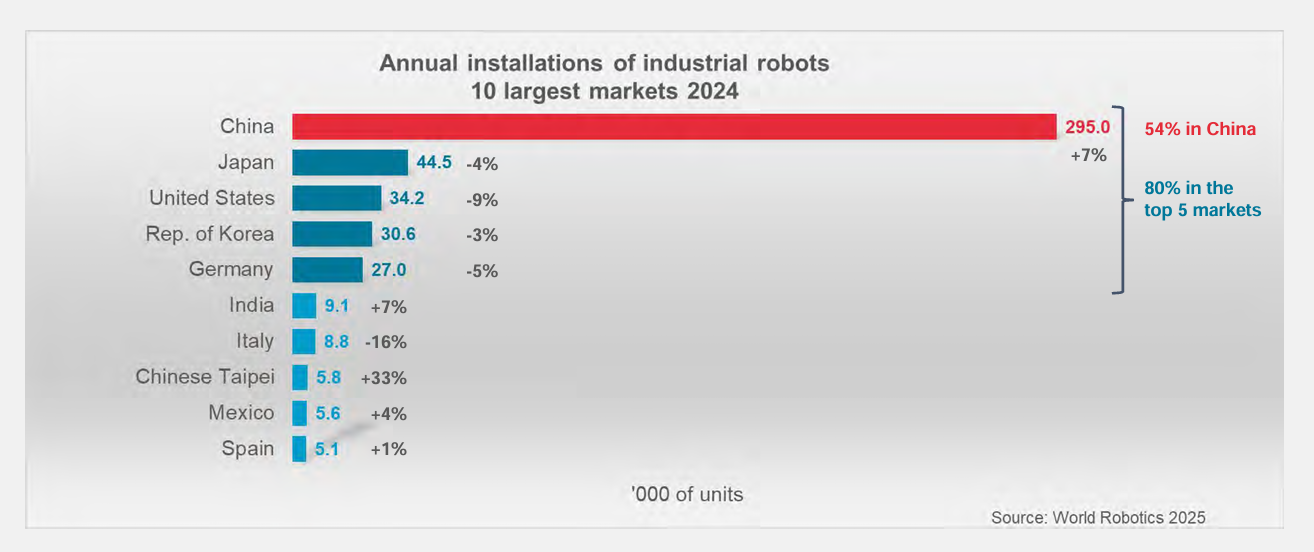 Annual installations of industrial robots
10 largest markets 2024
China 295.0 54% in China
+7%
Japan 44.5 -4%
80% in the
top 5 markets
United States 34.2 -9%
Rep. of Korea 30.6 -3%
Germany 27.0 -5%
India 9.1 +7%
Italy 8.8 -16%
Chinese Taipei 5.8 +33%
Mexico 5.6 +4%
Spain 5.1 +1%
'000 of units
Source: World Robotics 2025